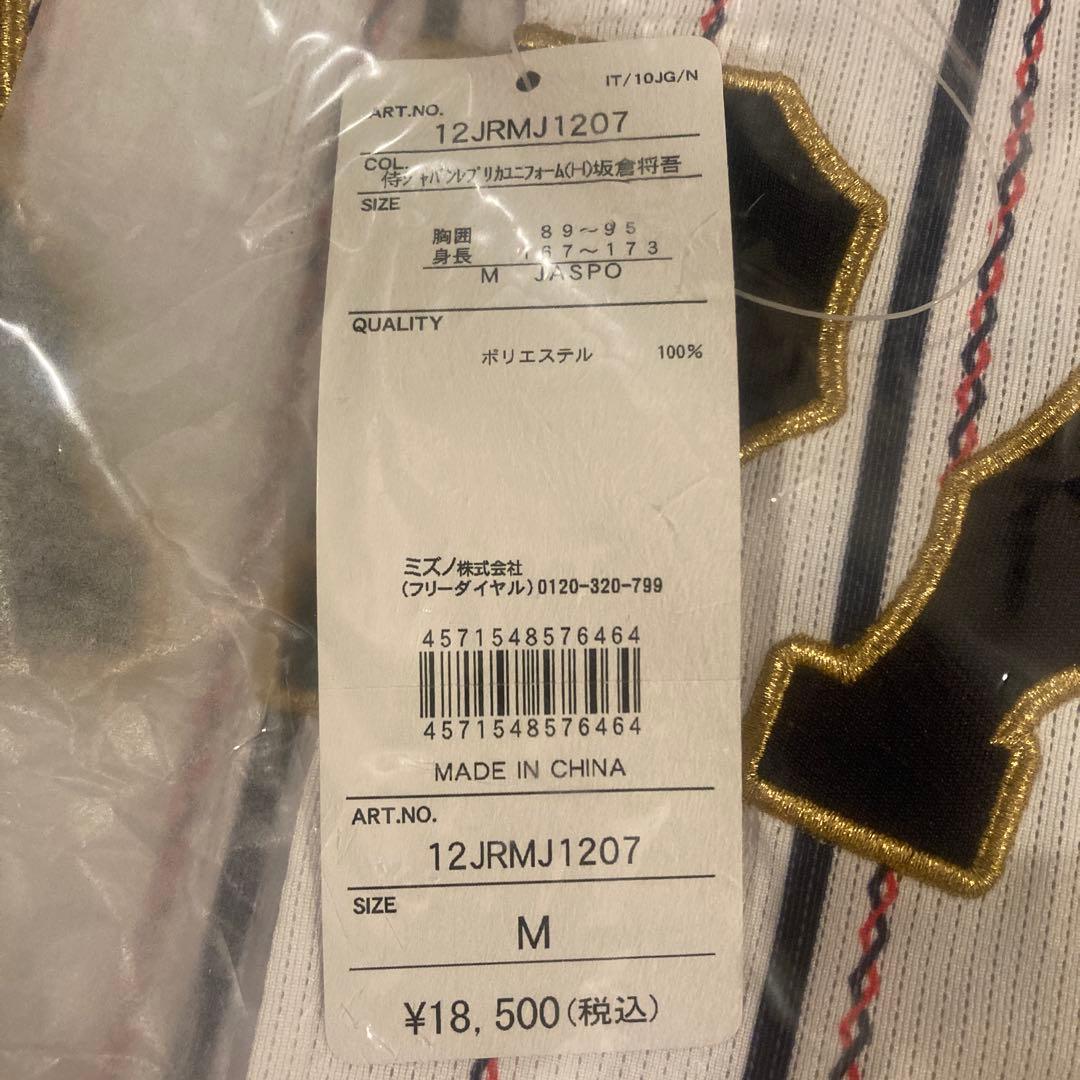 IT/10JG/N
ART.NO.
12JRMJ1207
COL.
侍ジャパンレプリカユニフォーム(H)坂倉将吾
SIZE
胸囲 89～95
身長 167～173
M JASPO
QUALITY
ポリエステル 100%
ミズノ株式会社
(フリーダイヤル)0120-320-799
4571548576464
4571548576464
MADE IN CHINA
ART.NO.
12JRMJ1207
SIZE
M
¥18,500(税込)